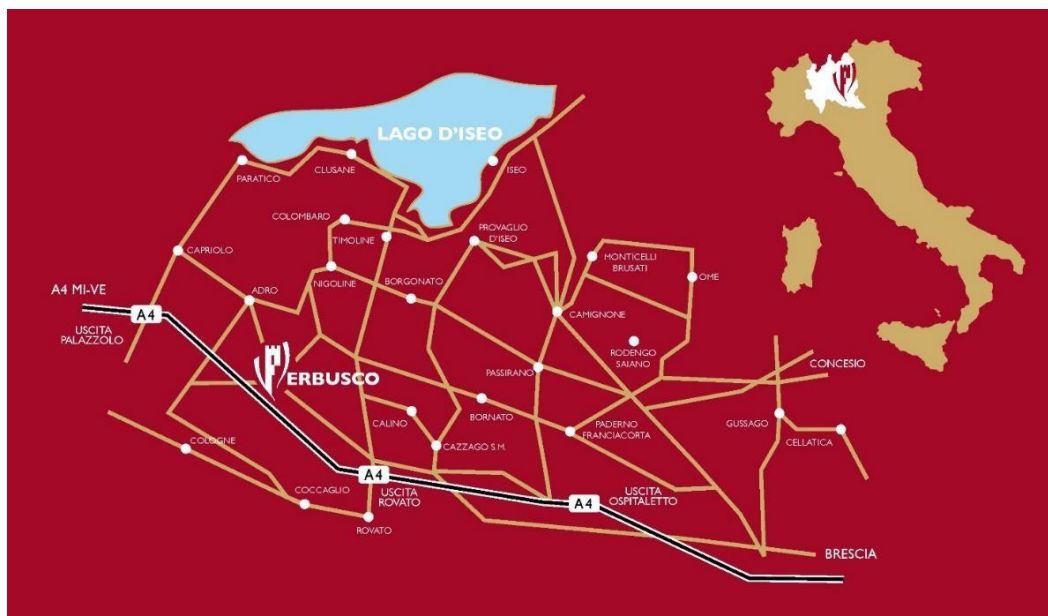 LAGO D'ISEO
PARATICO
CLUSANE
ISEO
COLOMBARO
TIMOLINE
PROVAGLIO
D'ISEO
CAPRIOLO
MONTICELLI
BRUSATI
OME
NIGOLINE
BORGONATO
ADRO
A4 MI-VE
A4
USCITA
PALAZZOLO
CAMIGNONE
RODENGO
SAIANO
ERBUSCO
PASSIRANO
CONCESIO
BORNATO
CALINO
PADERNO
FRANCIACORTA
GUSSAGO
CELLATICA
COLOGNE
CAZZAGO S.M.
A4
USCITA
ROVATO
COCCAGLIO
ROVATO
A4
USCITA
OSPITALETTO
BRESCIA